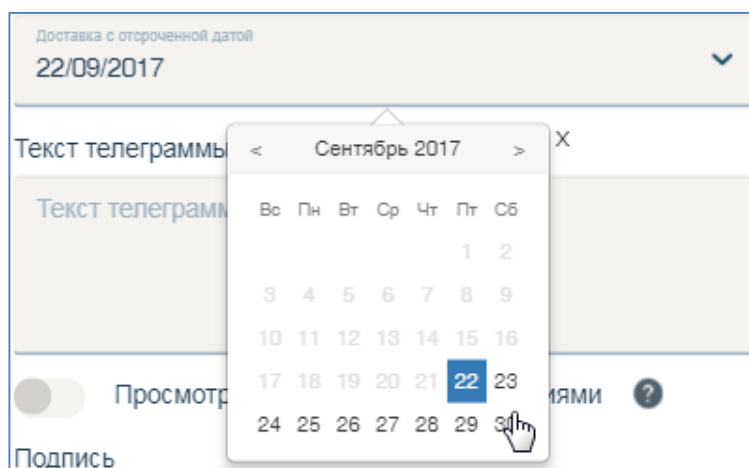 Доставка с отсроченной датой
22/09/2017
Текст телеграммы
< Сентябрь 2017 > X
Текст телеграмм
Вс Пн Вт Ср Чт Пт Сб
1 2
3 4 5 6 7 8 9
10 11 12 13 14 15 16
17 18 19 20 21 22 23
Просмотр иями ?
24 25 26 27 28 29 30
Подпись